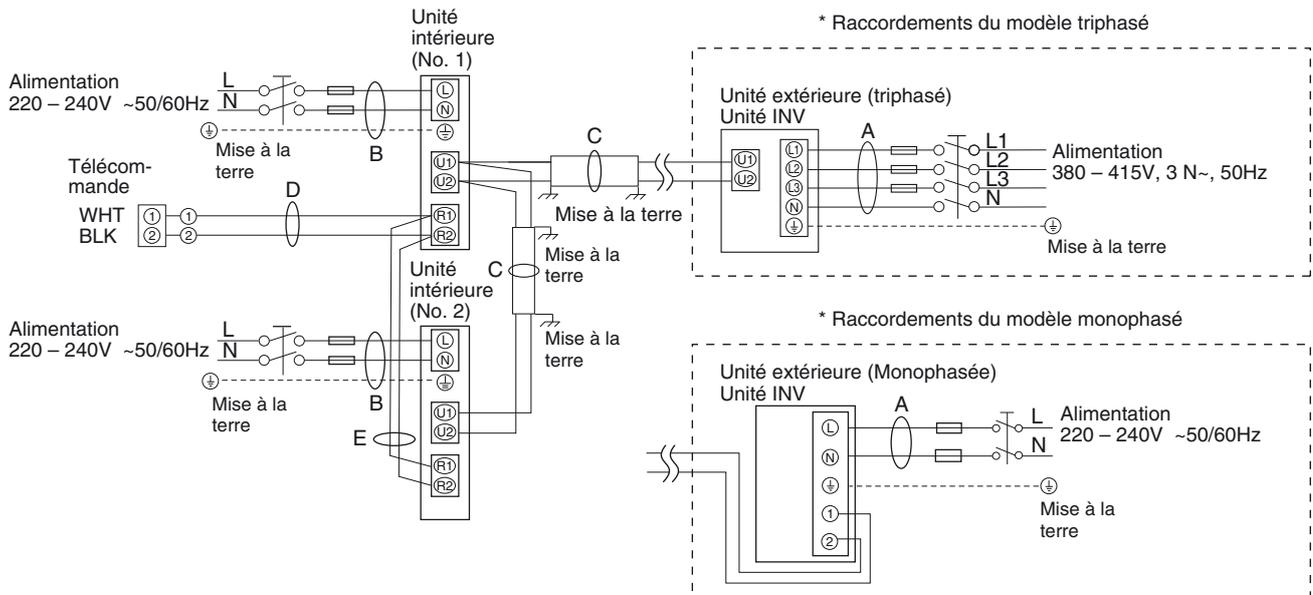 Unité
intérieure
(No. 1)
Alimentation
220 – 240V ~50/60Hz
L
N
Mise à la
terre
B
L
N
U1
U2
R1
R2
Télécom-
mande
WHT
BLK
1
2
1
2
D
C
Mise à la terre
C
Mise à la
terre
Mise à la
terre
Unité
intérieure
(No. 2)
Alimentation
220 – 240V ~50/60Hz
L
N
Mise à la
terre
B
E
L
N
U1
U2
R1
R2
* Raccordements du modèle triphasé
Unité extérieure (triphasé)
Unité INV
U1
U2
L1
L2
L3
N
A
L1
L2
L3
N
Alimentation
380 – 415V, 3 N~, 50Hz
Mise à la terre
* Raccordements du modèle monophasé
Unité extérieure (Monophasée)
Unité INV
L
N
1
2
A
L
N
Alimentation
220 – 240V ~50/60Hz
Mise à la
terre